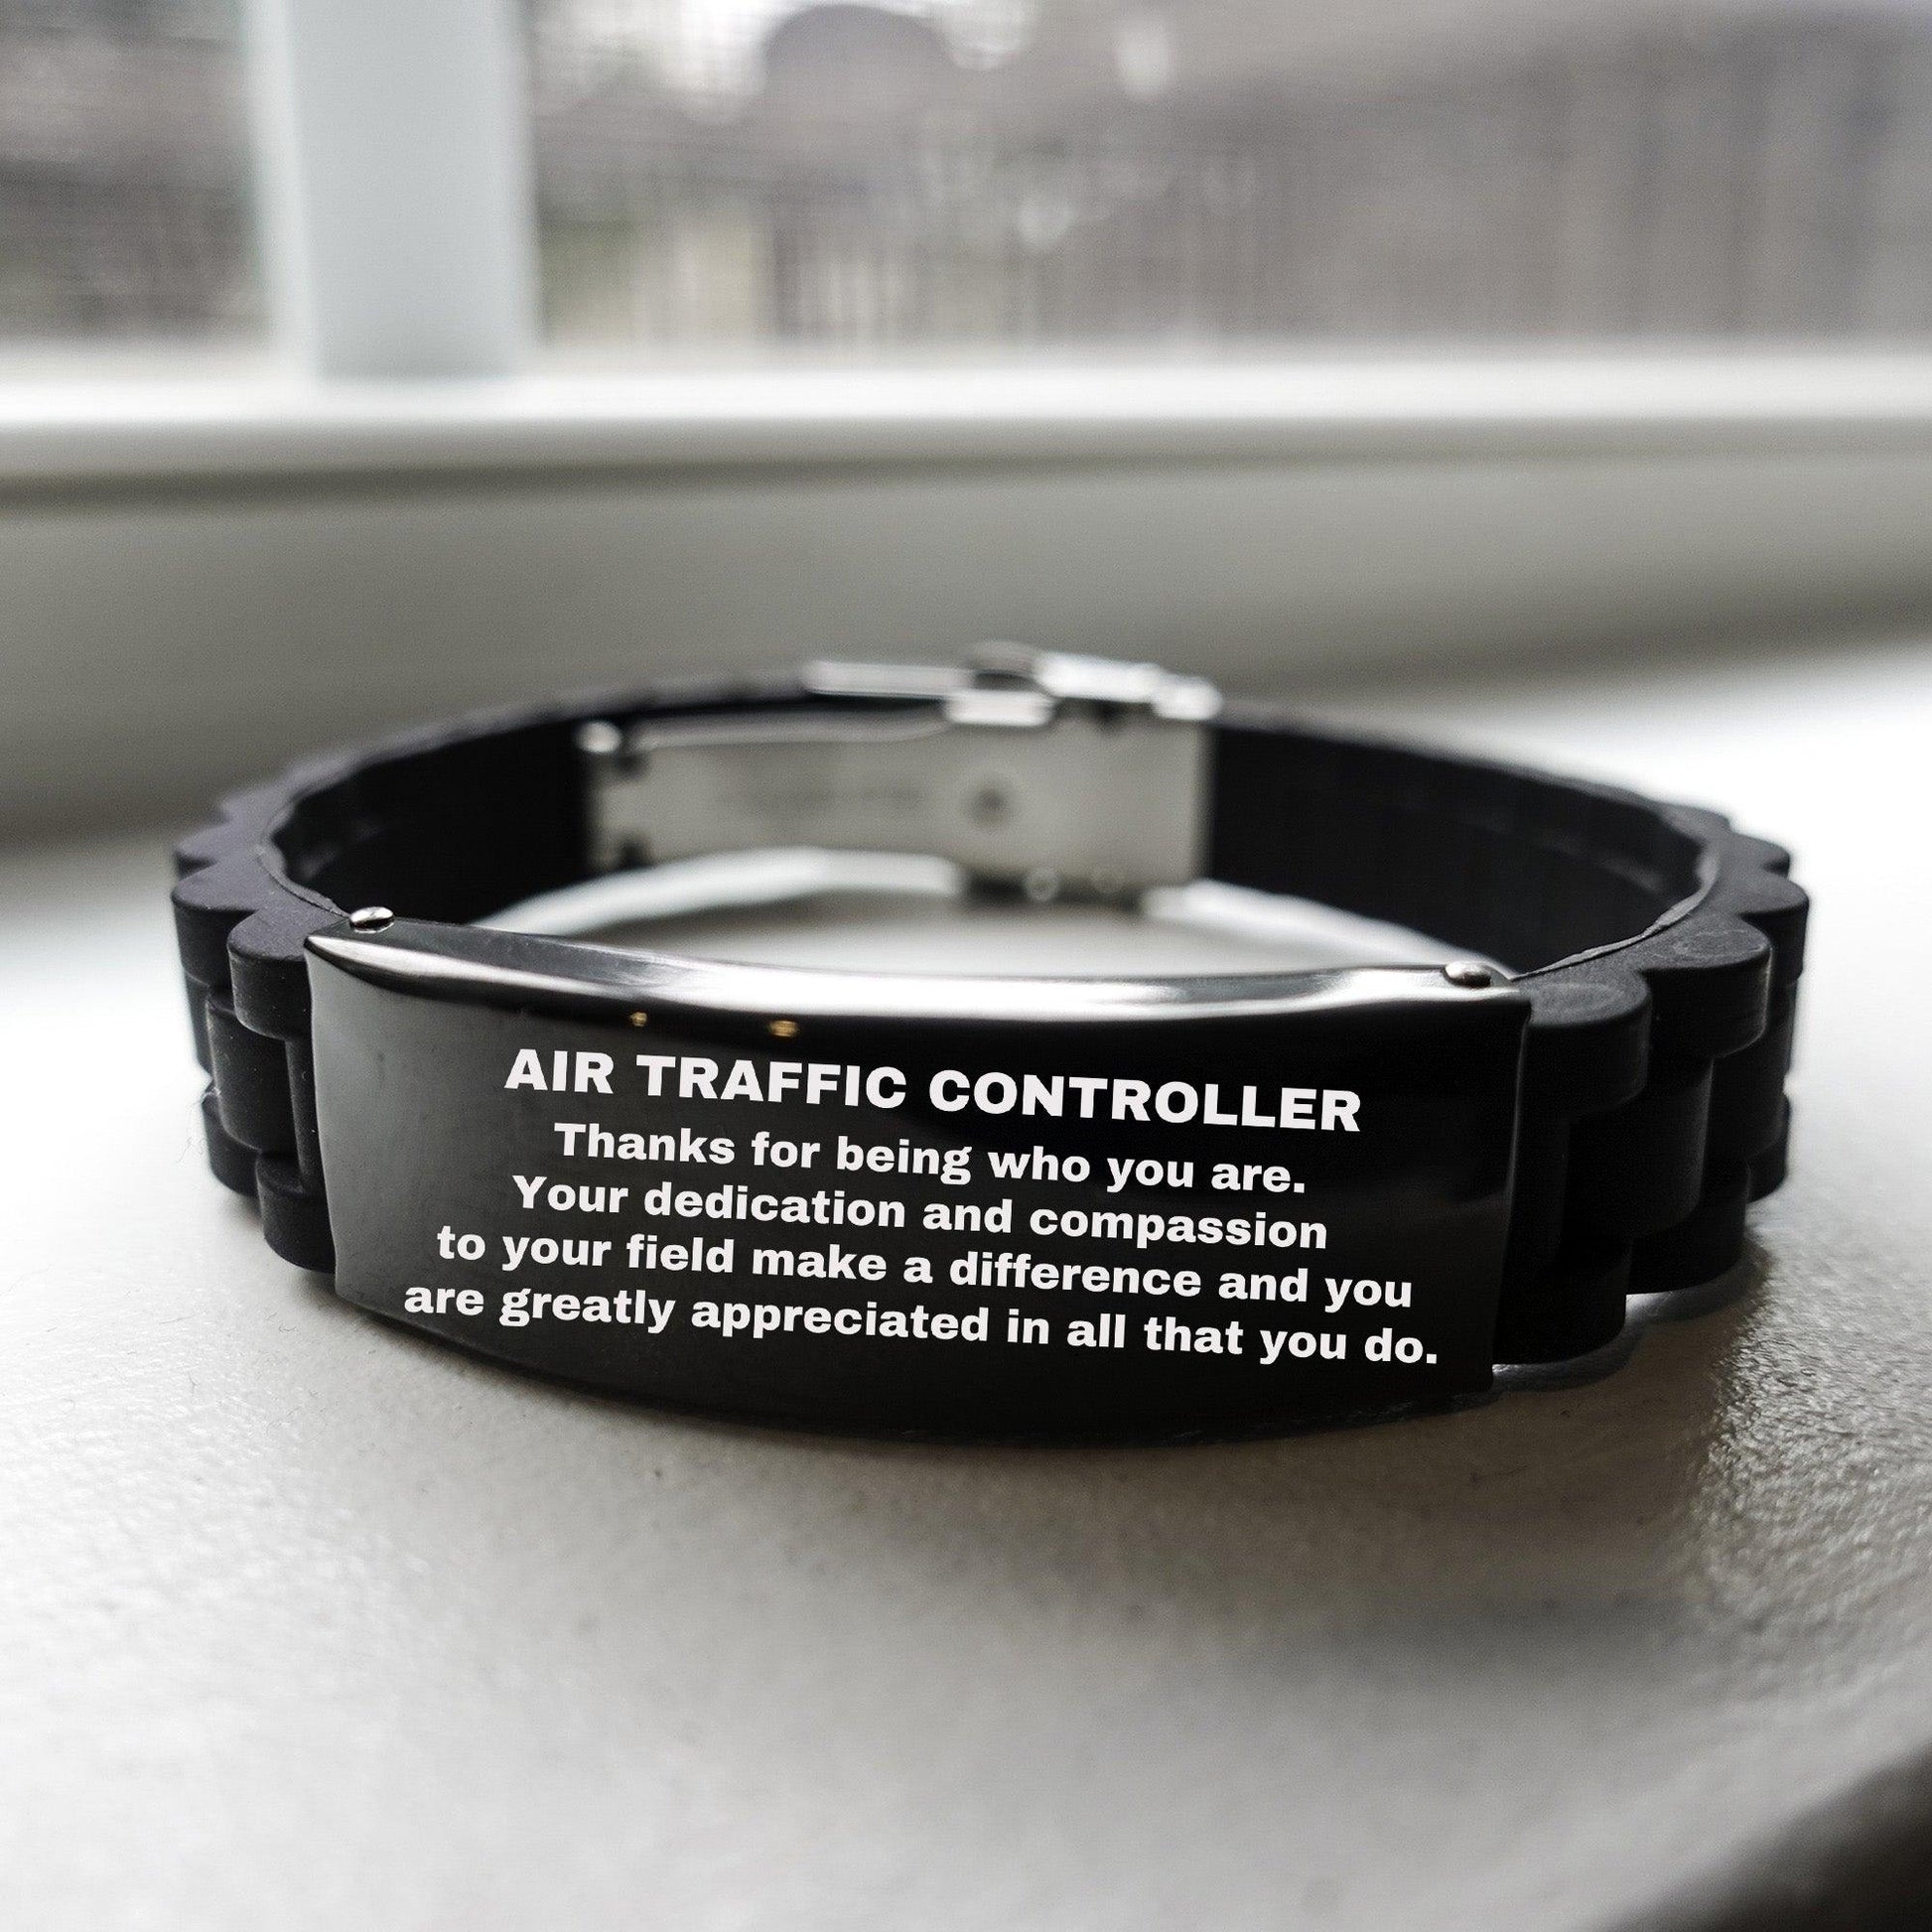 AIR TRAFFIC CONTROLLER
Thanks for being who you are.
Your dedication and compassion
to your field make a difference and you
are greatly appreciated in all that you do.